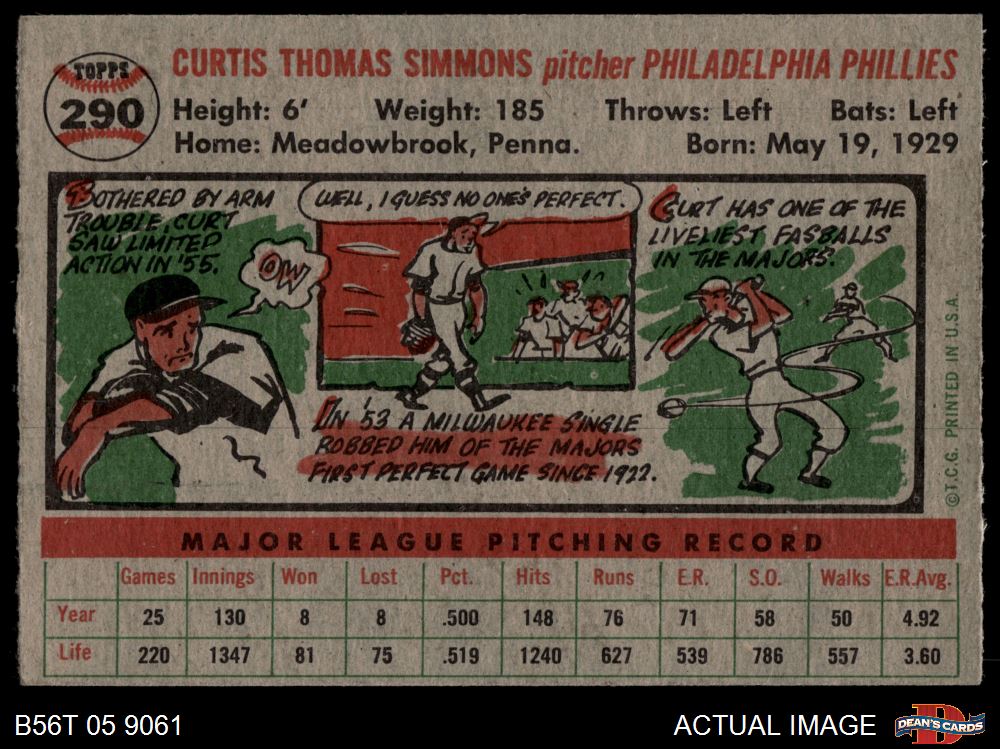 TOPPS
290
CURTIS THOMAS SIMMONS pitcher PHILADELPHIA PHILLIES
Height: 6' Weight: 185 Throws: Left Bats: Left
Home: Meadowbrook, Penna. Born: May 19, 1929
BOTHERED BY ARM
TROUBLE, CURT
SAW LIMITED
ACTION IN '55.
OW
WELL, I GUESS NO ONE'S PERFECT.
IN '53 A MILWAUKEE SINGLE
ROBBED HIM OF THE MAJORS
FIRST PERFECT GAME SINCE 1922.
CURT HAS ONE OF THE
LIVELIEST FASBALLS
IN THE MAJORS.
©T.C.G. PRINTED IN U.S.A.
MAJOR LEAGUE PITCHING RECORD
Games Innings Won Lost Pct. Hits Runs E.R. S.O. Walks E.R.Avg.
Year 25 130 8 8 .500 148 76 71 58 50 4.92
Life 220 1347 81 75 .519 1240 627 539 786 557 3.60
B56T 05 9061
ACTUAL IMAGE
DEAN'S CARDS